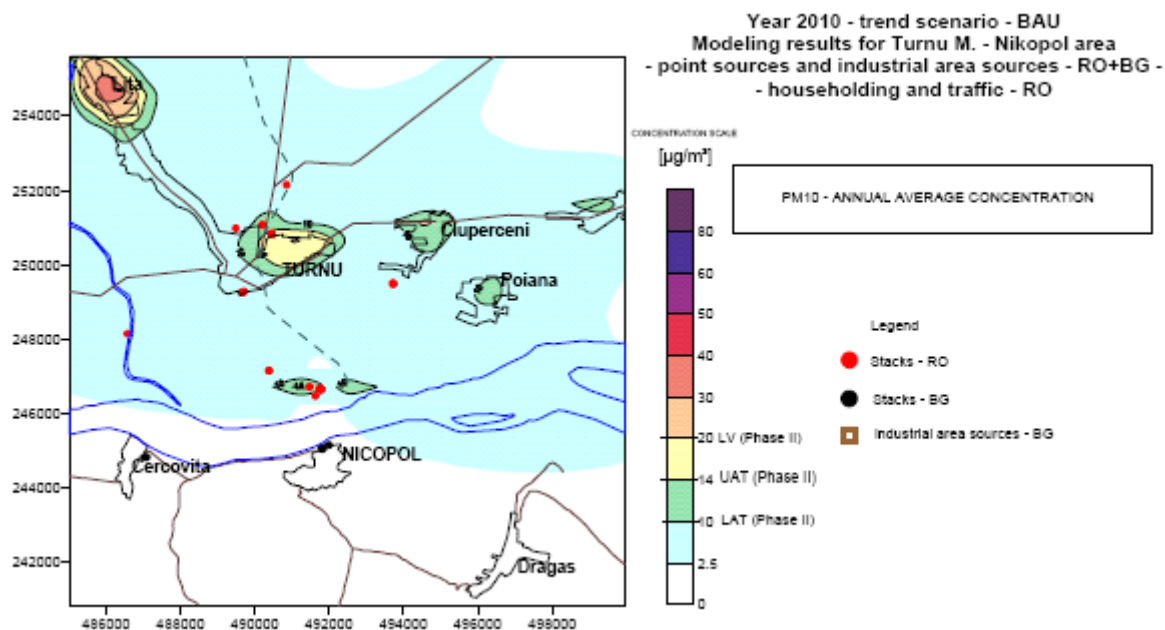 Year 2010 - trend scenario - BAU
Modeling results for Turnu M. - Nikopol area
- point sources and industrial area sources - RO+BG -
- householding and traffic - RO
CONCENTRATION SCALE
[µg/m³]
PM10 - ANNUAL AVERAGE CONCENTRATION
80
60
50
40
30
20 LV (Phase II)
14
UAT (Phase II)
10 LAT (Phase II)
2.5
0
Legend
Stacks - RO
Stacks - BG
Industrial area sources - BG
254000
252000
250000
248000
246000
244000
242000
Lita
Ciuperceni
TURNU
Poiana
NICOPOL
Cercovita
Dragas
486000
488000
490000
492000
494000
496000
498000